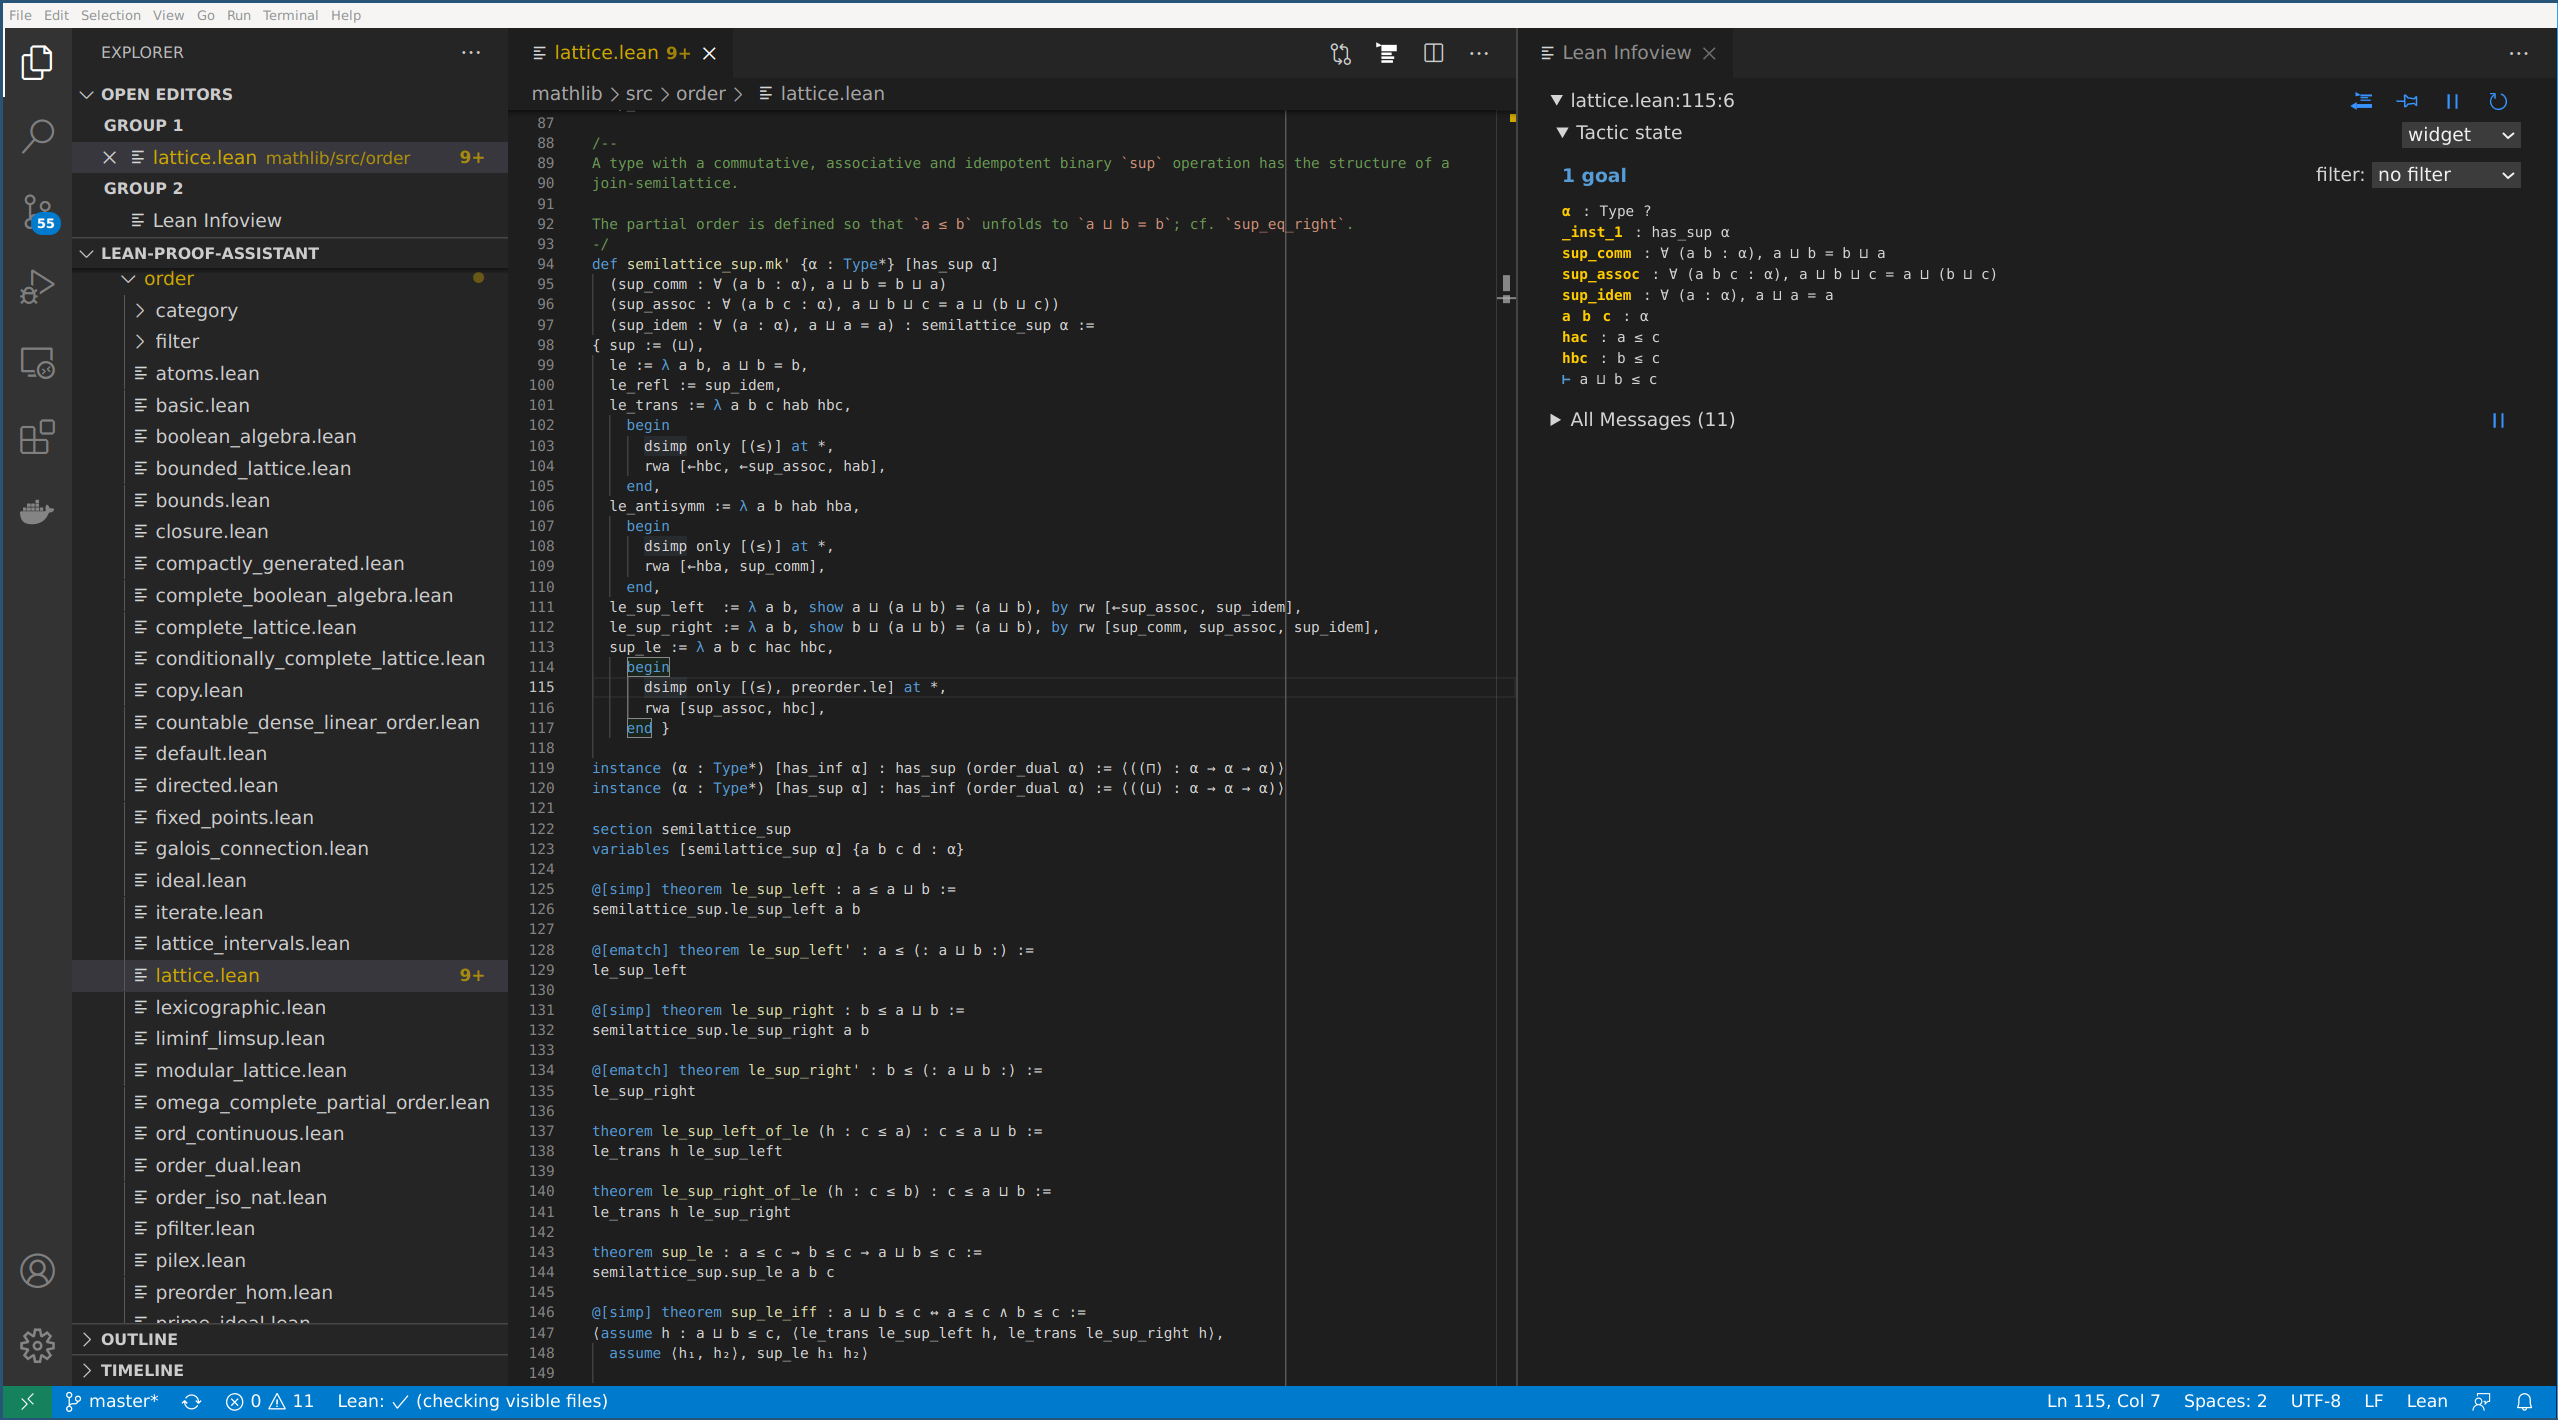 File Edit Selection View Go Run Terminal Help
EXPLORER
OPEN EDITORS
GROUP 1
lattice.lean mathlib/src/order 9+
GROUP 2
Lean Infoview
LEAN-PROOF-ASSISTANT
order
category
filter
atoms.lean
basic.lean
boolean_algebra.lean
bounded_lattice.lean
bounds.lean
closure.lean
compactly_generated.lean
complete_boolean_algebra.lean
complete_lattice.lean
conditionally_complete_lattice.lean
copy.lean
countable_dense_linear_order.lean
default.lean
directed.lean
fixed_points.lean
galois_connection.lean
ideal.lean
iterate.lean
lattice_intervals.lean
lattice.lean 9+
lexicographic.lean
liminf_limsup.lean
modular_lattice.lean
omega_complete_partial_order.lean
ord_continuous.lean
order_dual.lean
order_iso_nat.lean
pfilter.lean
pilex.lean
preorder_hom.lean
prime_ideal.lean
OUTLINE
TIMELINE
55
lattice.lean 9+
mathlib > src > order > lattice.lean
87
88 /--
89 A type with a commutative, associative and idempotent binary `sup` operation has the structure of a
90 join-semilattice.
91
92 The partial order is defined so that `a ≤ b` unfolds to `a ⊔ b = b`; cf. `sup_eq_right`.
93 -/
94 def semilattice_sup.mk' {α : Type*} [has_sup α]
95 (sup_comm : ∀ (a b : α), a ⊔ b = b ⊔ a)
96 (sup_assoc : ∀ (a b c : α), a ⊔ b ⊔ c = a ⊔ (b ⊔ c))
97 (sup_idem : ∀ (a : α), a ⊔ a = a) : semilattice_sup α :=
98 { sup := (⊔),
99 le := λ a b, a ⊔ b = b,
100 le_refl := sup_idem,
101 le_trans := λ a b c hab hbc,
102 begin
103 dsimp only [(≤)] at *,
104 rwa [←hbc, ←sup_assoc, hab],
105 end,
106 le_antisymm := λ a b hab hba,
107 begin
108 dsimp only [(≤)] at *,
109 rwa [←hba, sup_comm],
110 end,
111 le_sup_left := λ a b, show a ⊔ (a ⊔ b) = (a ⊔ b), by rw [←sup_assoc, sup_idem],
112 le_sup_right := λ a b, show b ⊔ (a ⊔ b) = (a ⊔ b), by rw [sup_comm, sup_assoc, sup_idem],
113 sup_le := λ a b c hac hbc,
114 begin
115 dsimp only [(≤), preorder.le] at *,
116 rwa [sup_assoc, hbc],
117 end }
118
119 instance (α : Type*) [has_inf α] : has_sup (order_dual α) := ⟨((⊓) : α → α → α)⟩
120 instance (α : Type*) [has_sup α] : has_inf (order_dual α) := ⟨((⊔) : α → α → α)⟩
121
122 section semilattice_sup
123 variables [semilattice_sup α] {a b c d : α}
124
125 @[simp] theorem le_sup_left : a ≤ a ⊔ b :=
126 semilattice_sup.le_sup_left a b
127
128 @[ematch] theorem le_sup_left' : a ≤ (: a ⊔ b :) :=
129 le_sup_left
130
131 @[simp] theorem le_sup_right : b ≤ a ⊔ b :=
132 semilattice_sup.le_sup_right a b
133
134 @[ematch] theorem le_sup_right' : b ≤ (: a ⊔ b :) :=
135 le_sup_right
136
137 theorem le_sup_left_of_le (h : c ≤ a) : c ≤ a ⊔ b :=
138 le_trans h le_sup_left
139
140 theorem le_sup_right_of_le (h : c ≤ b) : c ≤ a ⊔ b :=
141 le_trans h le_sup_right
142
143 theorem sup_le : a ≤ c → b ≤ c → a ⊔ b ≤ c :=
144 semilattice_sup.sup_le a b c
145
146 @[simp] theorem sup_le_iff : a ⊔ b ≤ c ↔ a ≤ c ∧ b ≤ c :=
147 ⟨assume h : a ⊔ b ≤ c, ⟨le_trans le_sup_left h, le_trans le_sup_right h⟩,
148 assume ⟨h₁, h₂⟩, sup_le h₁ h₂⟩
149
Lean Infoview
lattice.lean:115:6
Tactic state
widget
1 goal
filter: no filter
α : Type ?
_inst_1 : has_sup α
sup_comm : ∀ (a b : α), a ⊔ b = b ⊔ a
sup_assoc : ∀ (a b c : α), a ⊔ b ⊔ c = a ⊔ (b ⊔ c)
sup_idem : ∀ (a : α), a ⊔ a = a
a b c : α
hac : a ≤ c
hbc : b ≤ c
⊢ a ⊔ b ≤ c
All Messages (11)
master* 0 11 Lean: ✓ (checking visible files)
Ln 115, Col 7 Spaces: 2 UTF-8 LF Lean